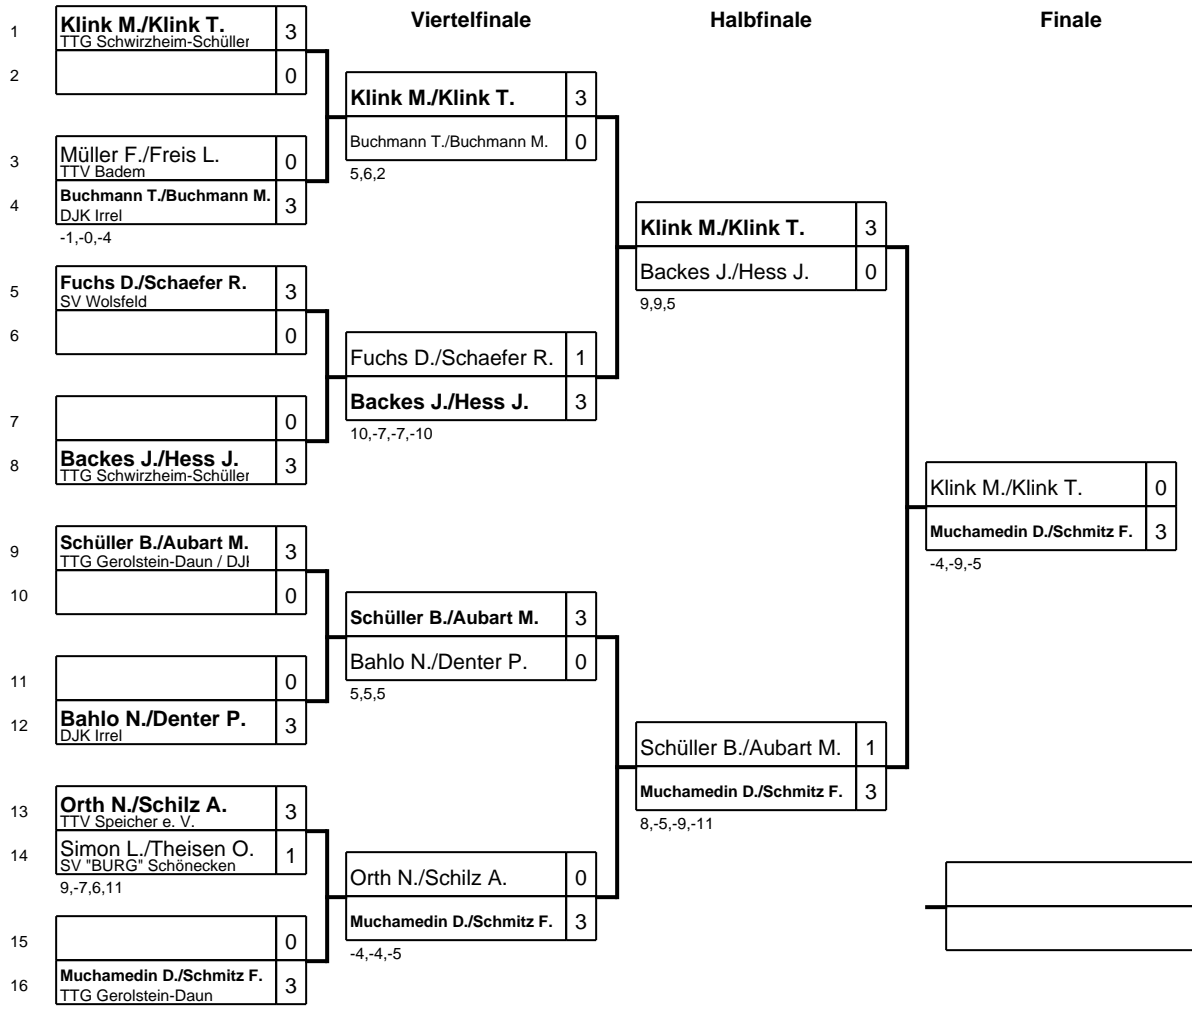 Viertelfinale
Halbfinale
Finale
1
Klink M./Klink T.
3
TTG Schwirzheim-Schüller
2
0
3
Müller F./Freis L.
0
TTV Badem
4
Buchmann T./Buchmann M.
3
DJK Irrel
-1,-0,-4
5
Fuchs D./Schaefer R.
3
SV Wolsfeld
6
0
7
0
8
Backes J./Hess J.
3
TTG Schwirzheim-Schüller
9
Schüller B./Aubart M.
3
TTG Gerolstein-Daun / DJK
10
0
11
0
12
Bahlo N./Denter P.
3
DJK Irrel
13
Orth N./Schilz A.
3
TTV Speicher e. V.
14
Simon L./Theisen O.
1
SV "BURG" Schönecken
9,-7,6,11
15
0
16
Muchamedin D./Schmitz F.
3
TTG Gerolstein-Daun
Klink M./Klink T.
3
Buchmann T./Buchmann M.
0
5,6,2
Fuchs D./Schaefer R.
1
Backes J./Hess J.
3
10,-7,-7,-10
Schüller B./Aubart M.
3
Bahlo N./Denter P.
0
5,5,5
Orth N./Schilz A.
0
Muchamedin D./Schmitz F.
3
-4,-4,-5
Klink M./Klink T.
3
Backes J./Hess J.
0
9,9,5
Schüller B./Aubart M.
1
Muchamedin D./Schmitz F.
3
8,-5,-9,-11
Klink M./Klink T.
0
Muchamedin D./Schmitz F.
3
-4,-9,-5